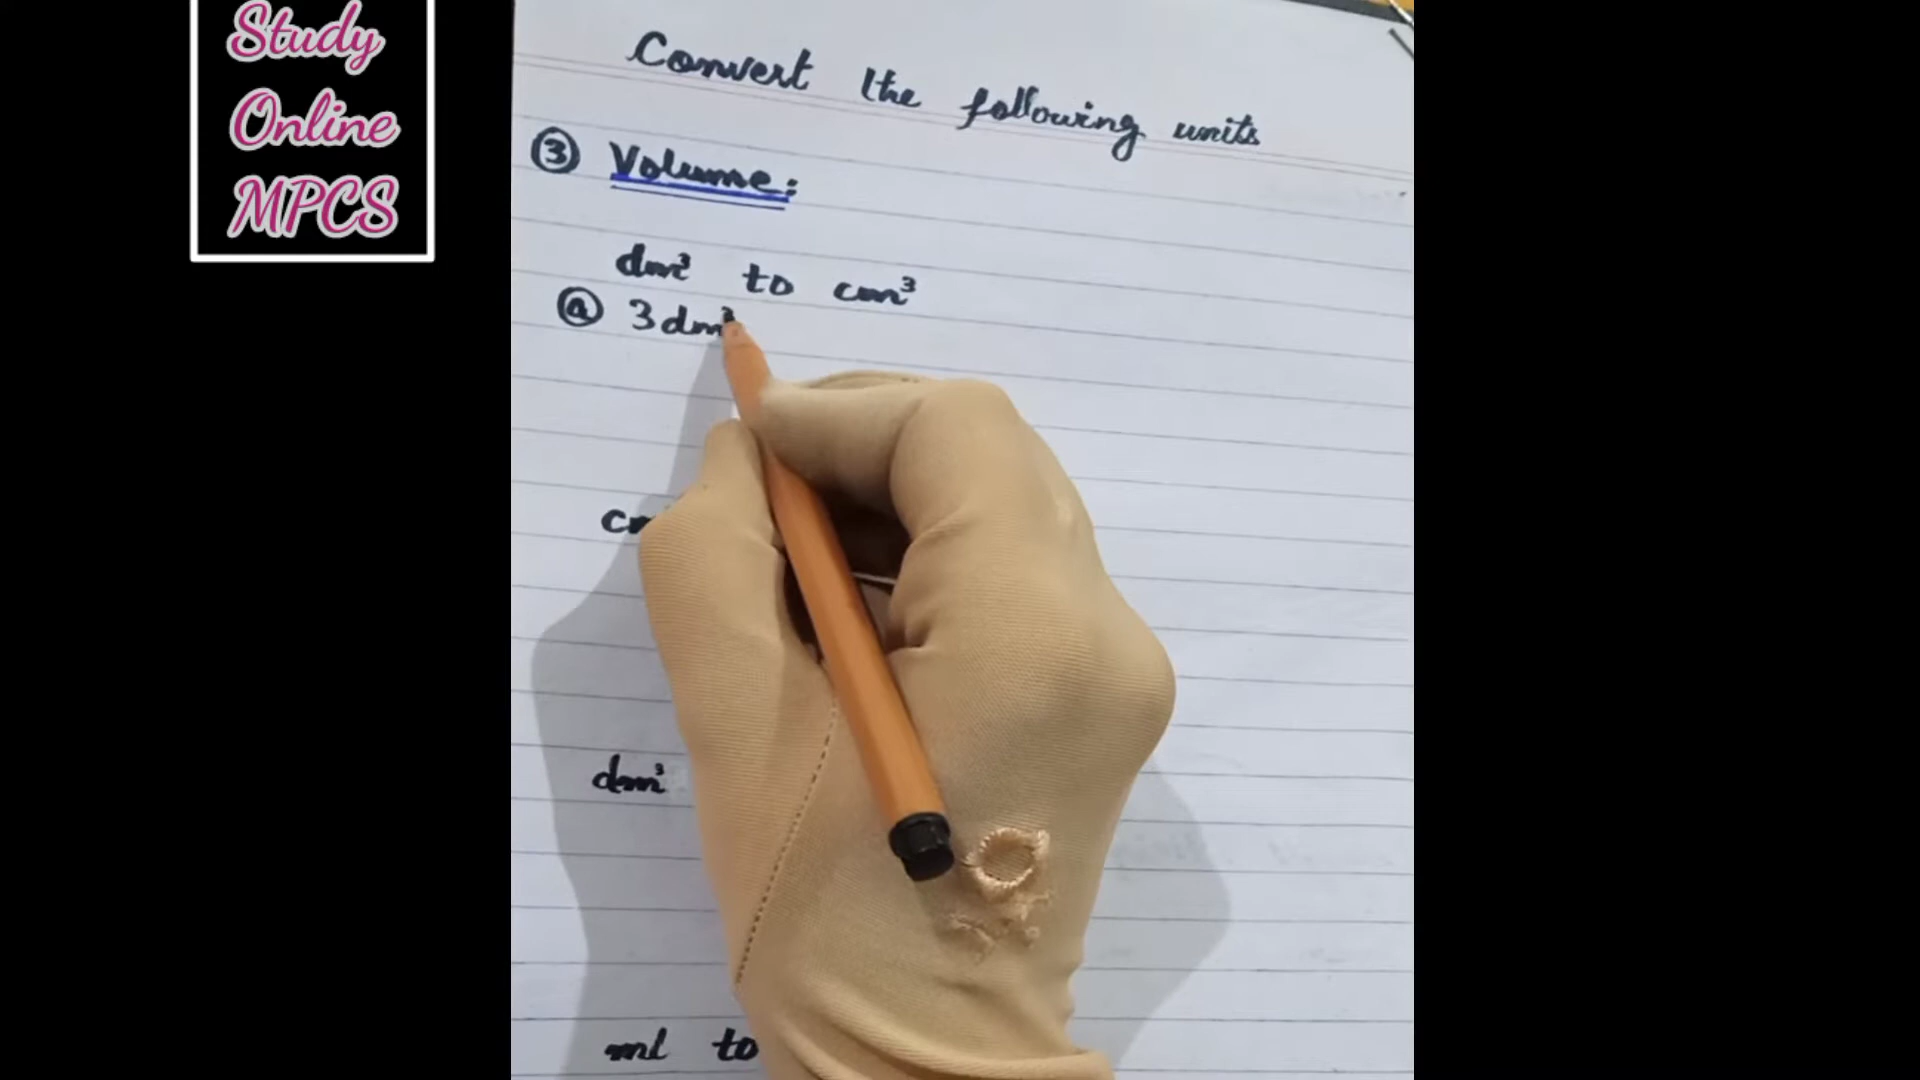 Study
Online
MPCS
Convert the following units
③ Volume:
dm³ to cm³
ⓐ 3dm³
dm³
ml to